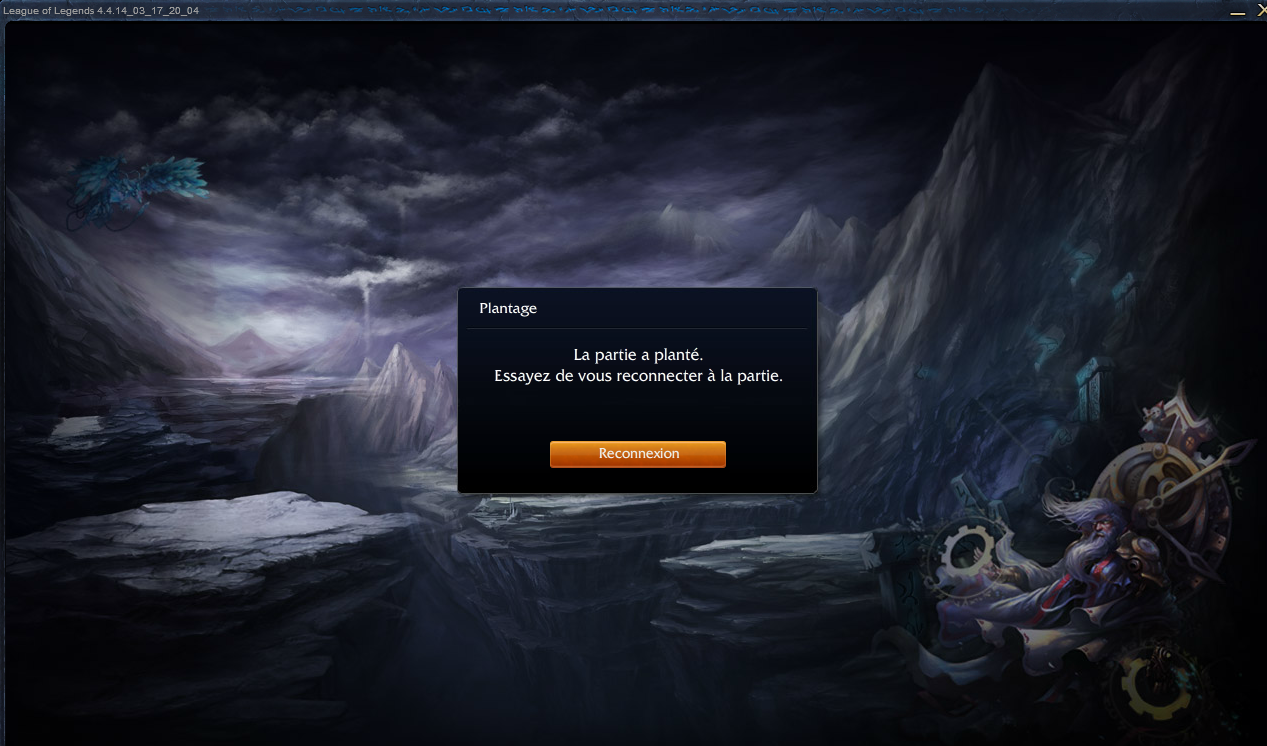 League of Legends 4.4.14_03_17_20_04
Plantage
La partie a planté.
Essayez de vous reconnecter à la partie.
Reconnexion